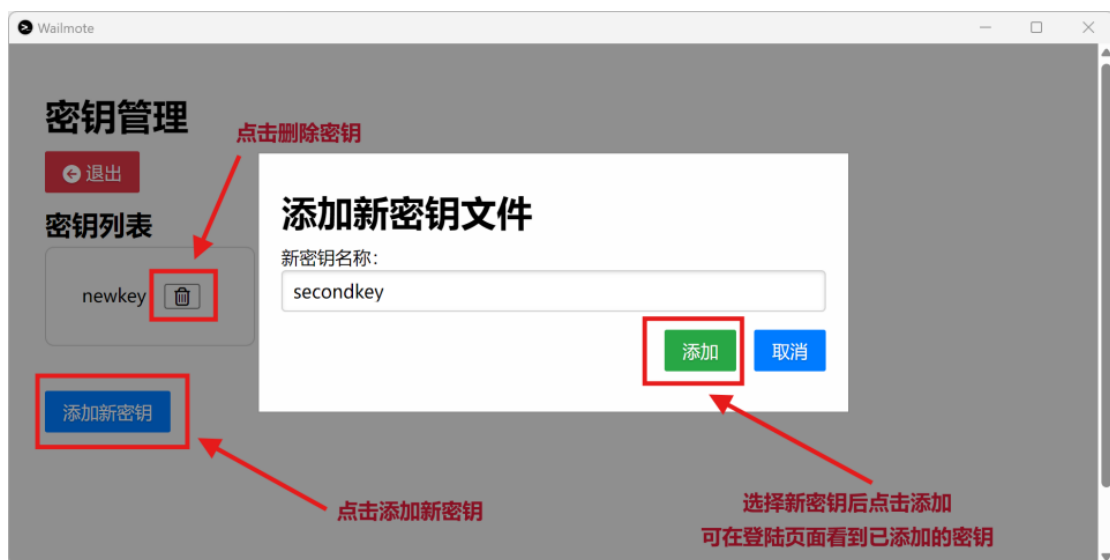 Wailmote
密钥管理
点击删除密钥
退出
密钥列表
newkey
添加新密钥
添加新密钥文件
新密钥名称：
secondkey
添加
取消
点击添加新密钥
选择新密钥后点击添加
可在登陆页面看到已添加的密钥